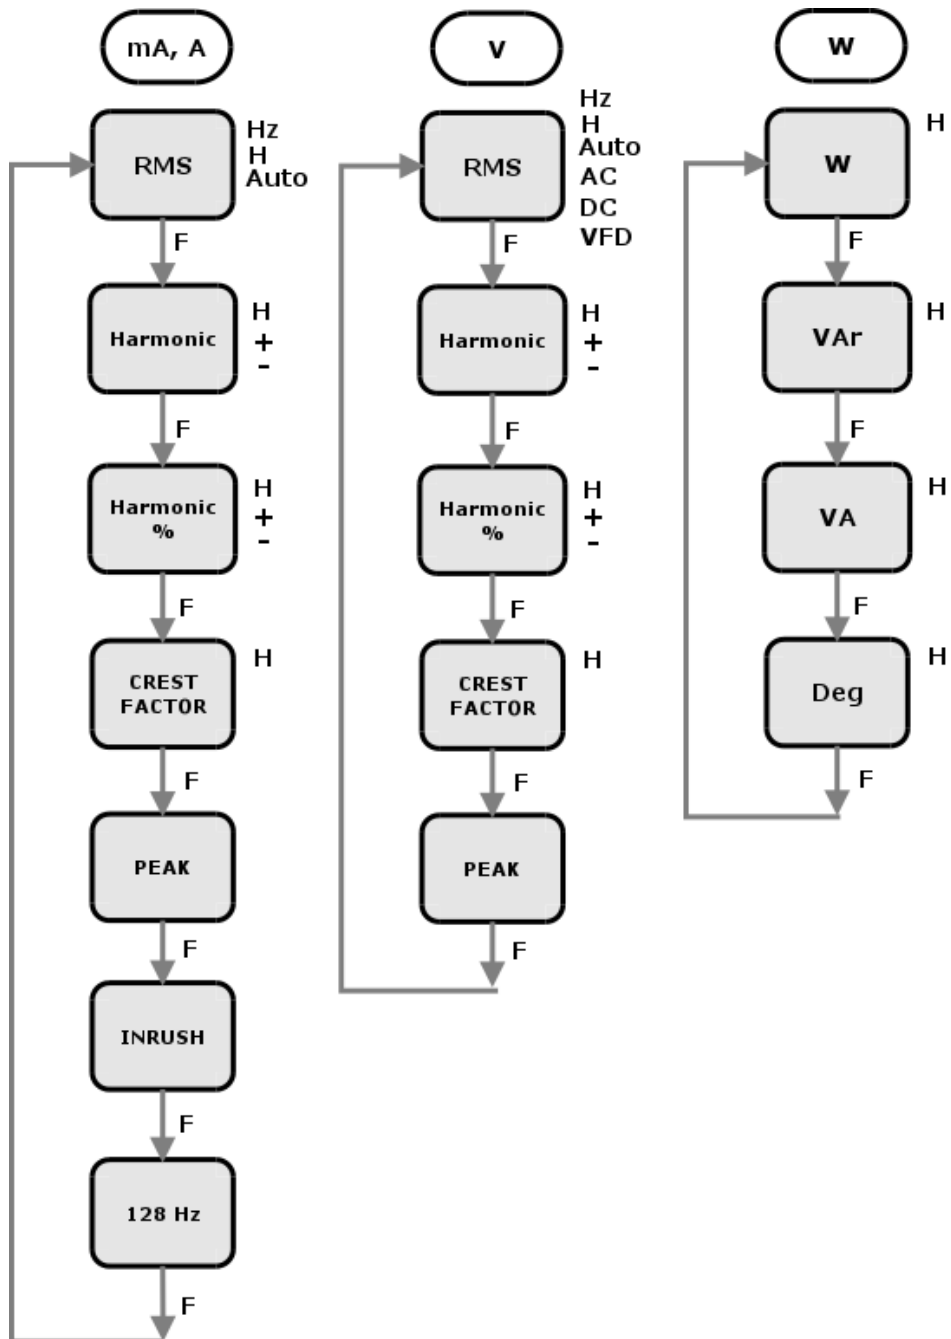 mA, A
RMS
Hz
H
Auto
F
Harmonic
H
+
-
F
Harmonic
%
H
+
-
F
CREST
FACTOR
H
F
PEAK
F
INRUSH
F
128 Hz
F
V
RMS
Hz
H
Auto
AC
DC
VFD
F
Harmonic
H
+
-
F
Harmonic
%
H
+
-
F
CREST
FACTOR
H
F
PEAK
F
W
W
H
F
VAr
H
F
VA
H
F
Deg
H
F